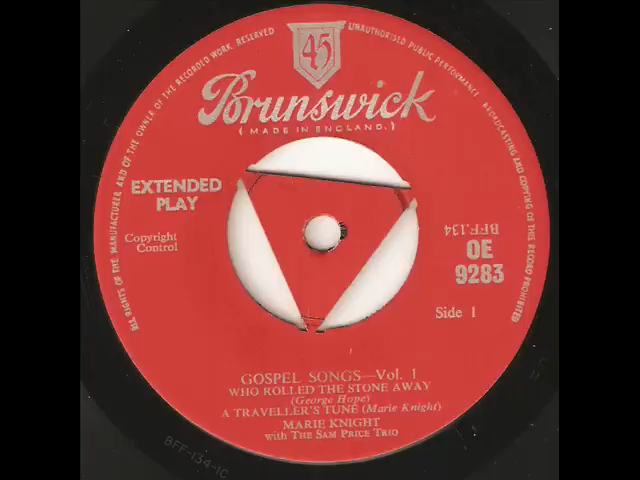 ALL RIGHTS OF THE MANUFACTURER AND OF THE OWNER OF THE RECORDED WORK RESERVED
UNAUTHORISED PUBLIC PERFORMANCE
BROADCASTING AND COPYING OF THIS RECORD PROHIBITED
45
Brunswick
(MADE IN ENGLAND.)
EXTENDED
PLAY
Copyright
Control
BFF.134
OE
9283
Side 1
GOSPEL SONGS—Vol. 1
WHO ROLLED THE STONE AWAY
(George Hope)
A TRAVELLER'S TUNE (Marie Knight)
MARIE KNIGHT
with THE SAM PRICE TRIO
BFF-134-1C